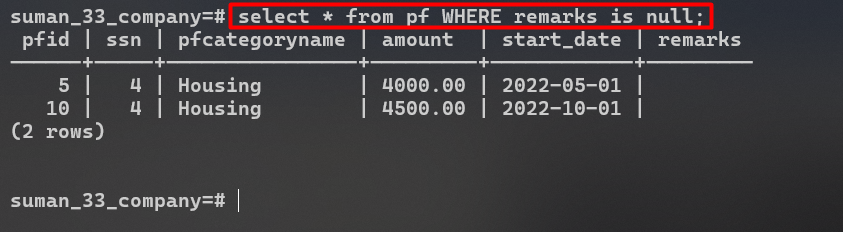 suman_33_company=# select * from pf WHERE remarks is null;
 pfid | ssn | pfcategoryname | amount  | start_date | remarks
------+-----+----------------+---------+------------+---------
    5 |   4 | Housing        | 4000.00 | 2022-05-01 |
   10 |   4 | Housing        | 4500.00 | 2022-10-01 |
(2 rows)
suman_33_company=#